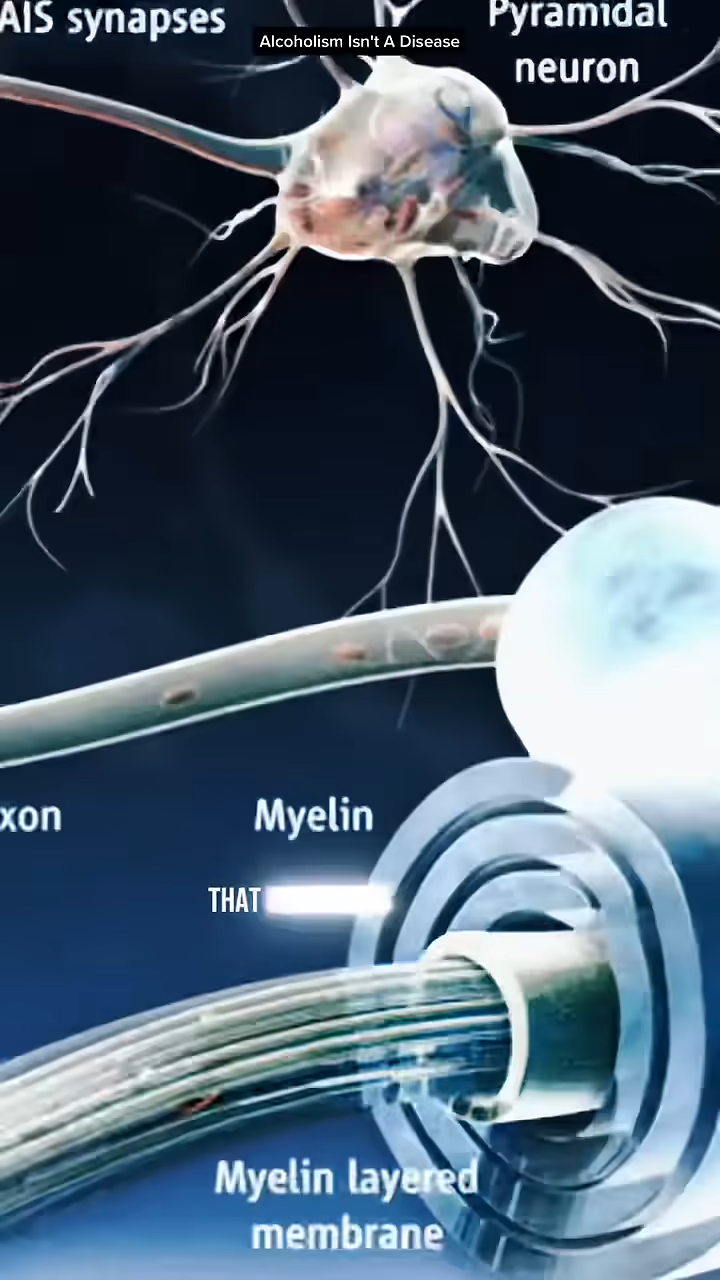 AIS synapses
Alcoholism Isn't A Disease
Pyramidal
neuron
xon
Myelin
THAT
Myelin layered
membrane